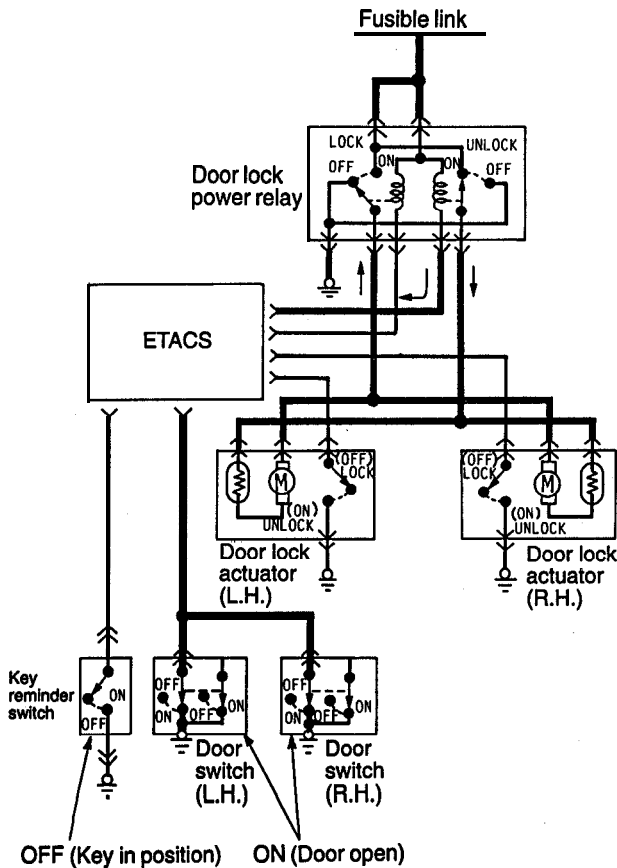 Fusible link
LOCK
UNLOCK
OFF
ON
ON
OFF
Door lock
power relay
ETACS
(OFF)
LOCK
M
(ON)
UNLOCK
(OFF)
LOCK
M
(ON)
UNLOCK
Door lock
actuator
(L.H.)
Door lock
actuator
(R.H.)
Key
reminder
switch
ON
OFF
OFF
ON
OFF
ON
OFF
ON
OFF
ON
Door
switch
(L.H.)
Door
switch
(R.H.)
OFF (Key in position)
ON (Door open)